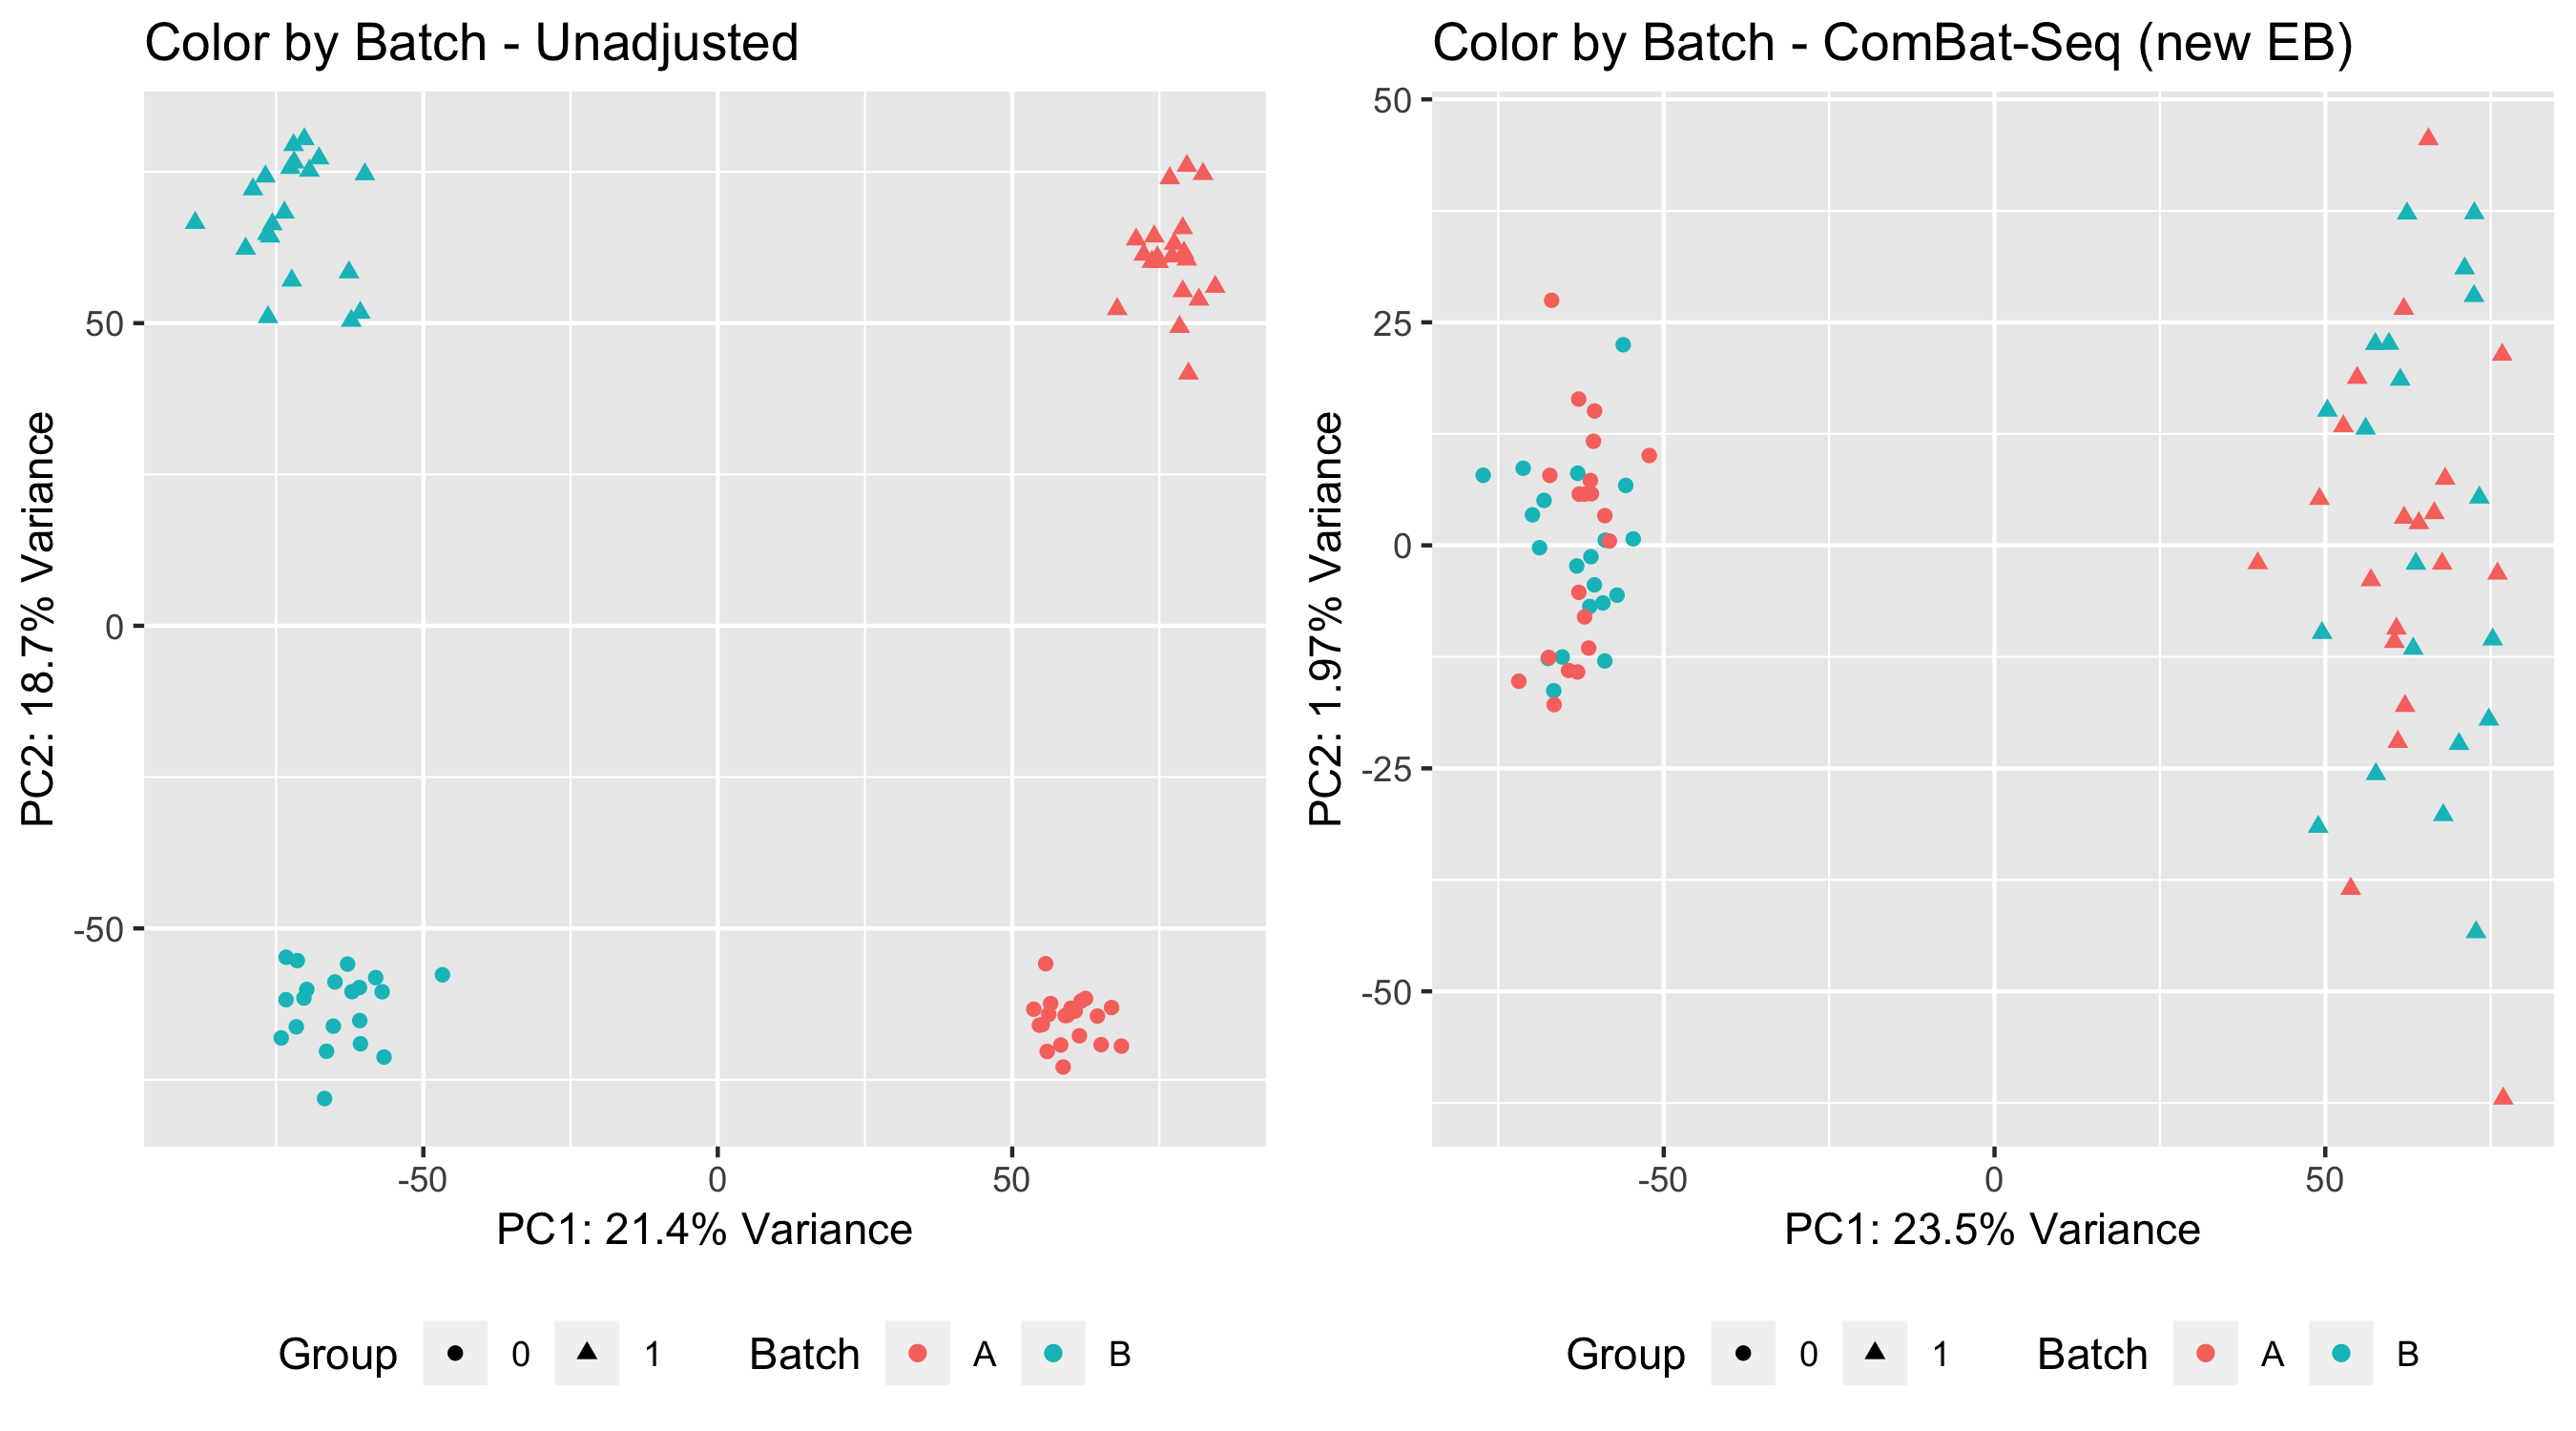 Color by Batch - Unadjusted
PC2: 18.7% Variance
50
0
-50
-50 0 50
PC1: 21.4% Variance
Group 0 1 Batch A B
Color by Batch - ComBat-Seq (new EB)
PC2: 1.97% Variance
50
25
0
-25
-50
-50 0 50
PC1: 23.5% Variance
Group 0 1 Batch A B